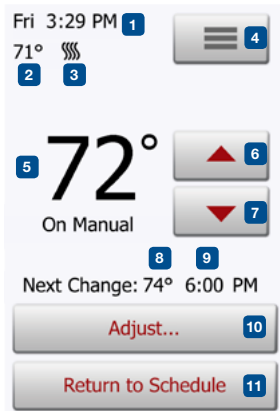 Fri 3:29 PM 1 4
71°
2 3
5 72° 6
On Manual 7
8 9
Next Change: 74° 6:00 PM
Adjust... 10
Return to Schedule 11